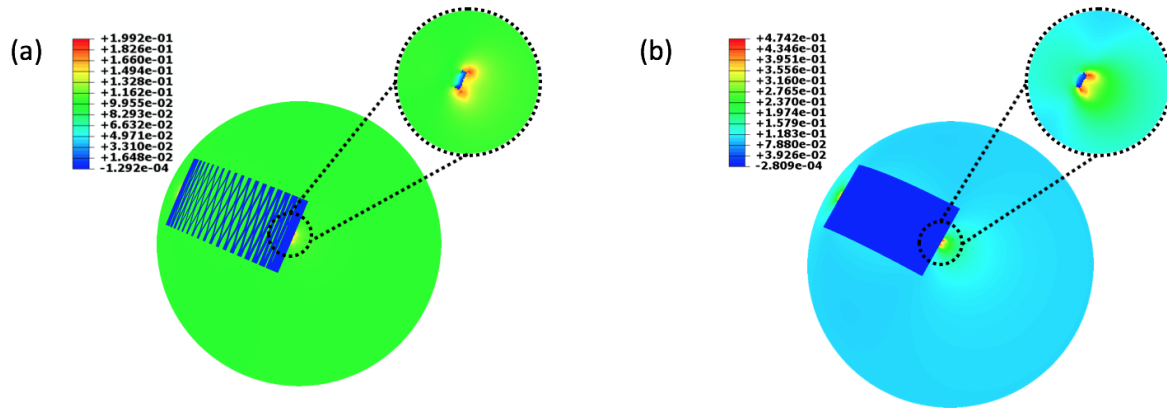 (a)
+1.992e-01
+1.826e-01
+1.660e-01
+1.494e-01
+1.328e-01
+1.162e-01
+9.955e-02
+8.293e-02
+6.632e-02
+4.971e-02
+3.310e-02
+1.648e-02
-1.292e-04
(b)
+4.742e-01
+4.346e-01
+3.951e-01
+3.556e-01
+3.160e-01
+2.765e-01
+2.370e-01
+1.974e-01
+1.579e-01
+1.183e-01
+7.880e-02
+3.926e-02
-2.809e-04